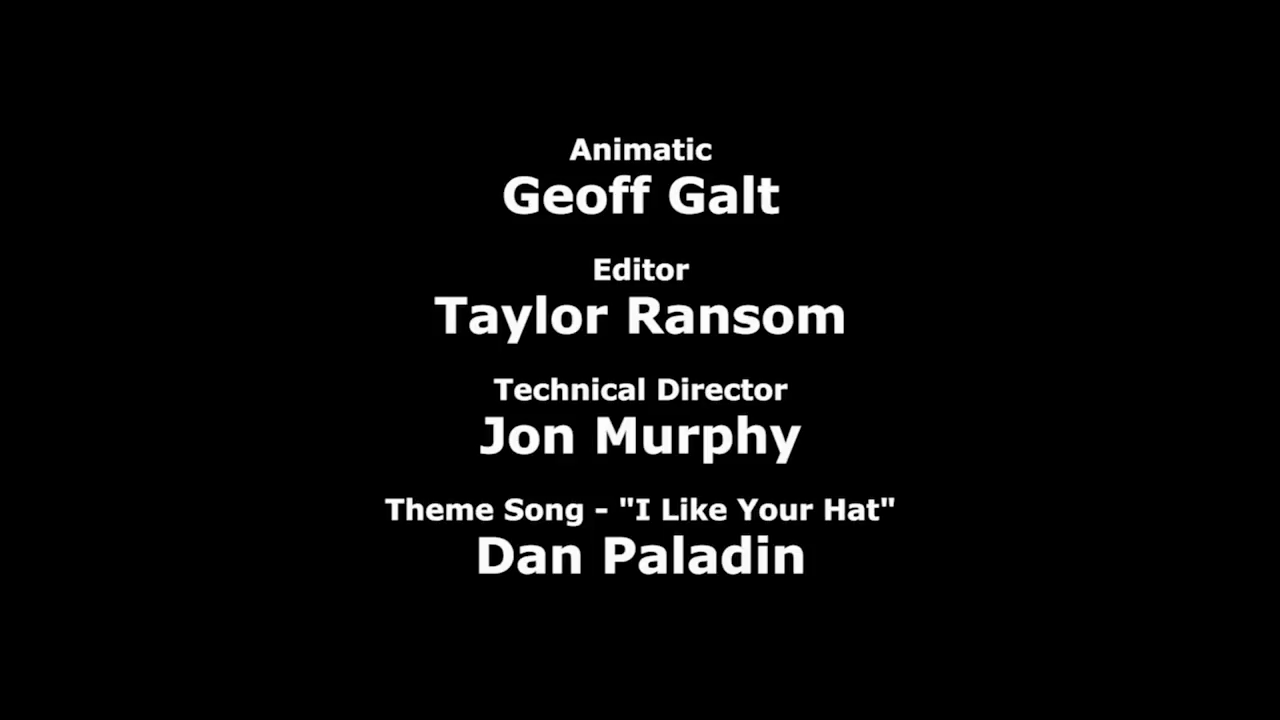 Animatic
Geoff Galt
Editor
Taylor Ransom
Technical Director
Jon Murphy
Theme Song - "I Like Your Hat"
Dan Paladin